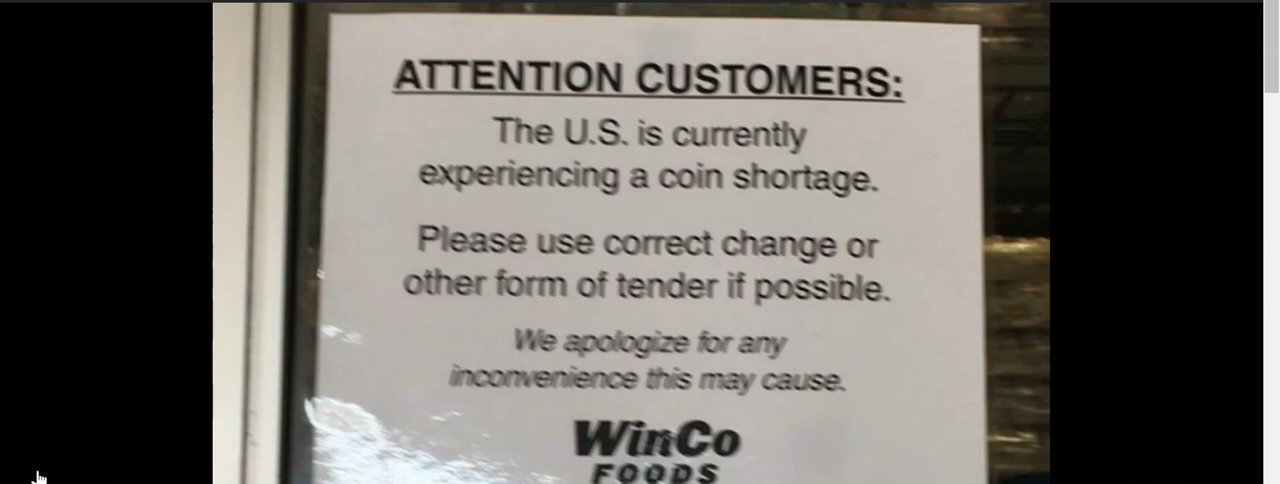 ATTENTION CUSTOMERS:
The U.S. is currently
experiencing a coin shortage.
Please use correct change or
other form of tender if possible.
We apologize for any
inconvenience this may cause.
WinCo
FOODS